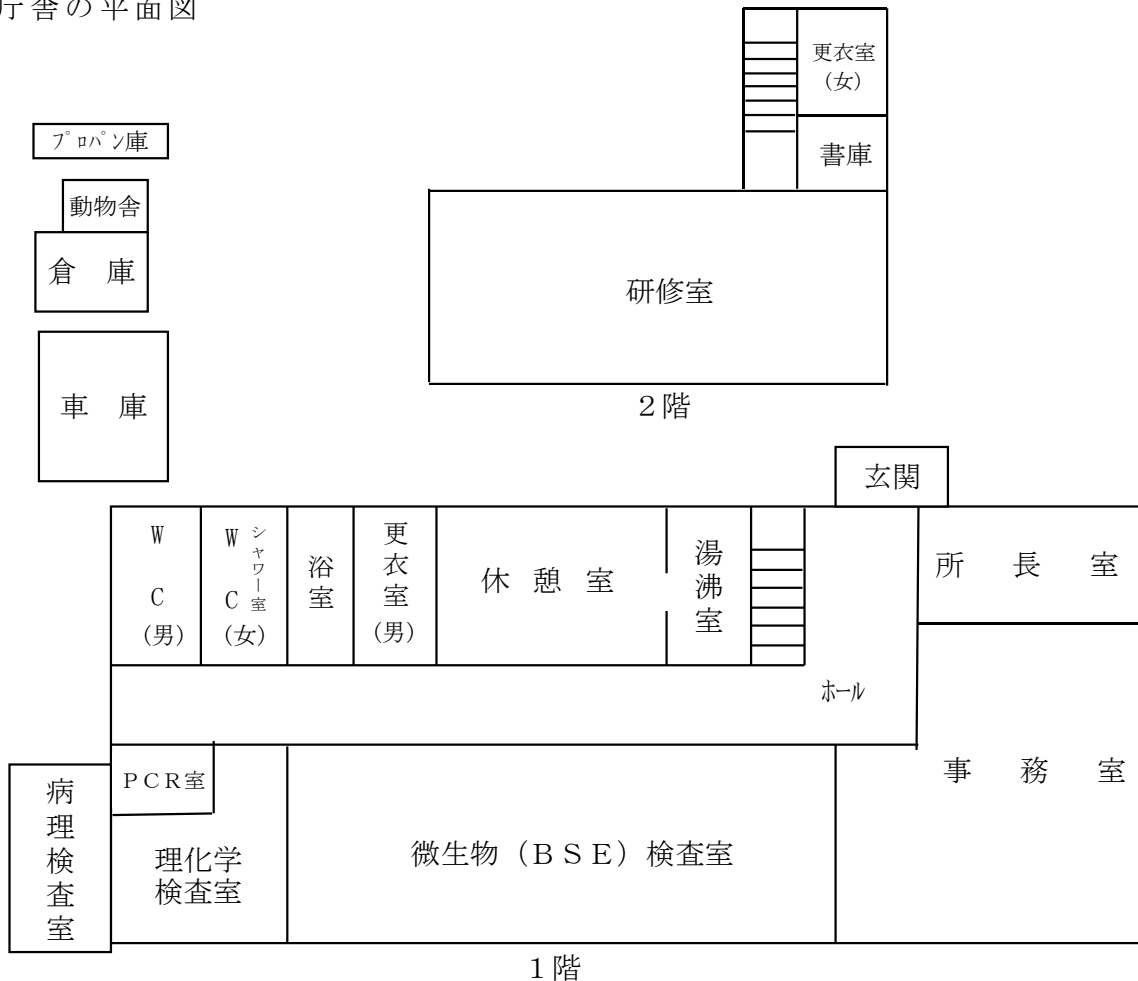 庁舎の平面図
更衣室
(女)
書庫
研修室
2階
プロパン庫
動物舎
倉 庫
車 庫
玄関
WC
(男)
WC
シャワー室
(女)
浴室
更衣室
(男)
休 憩 室
湯沸室
所 長 室
ホール
事 務 室
病理検査室
PCR室
理化学
検査室
微生物(BSE)検査室
1階